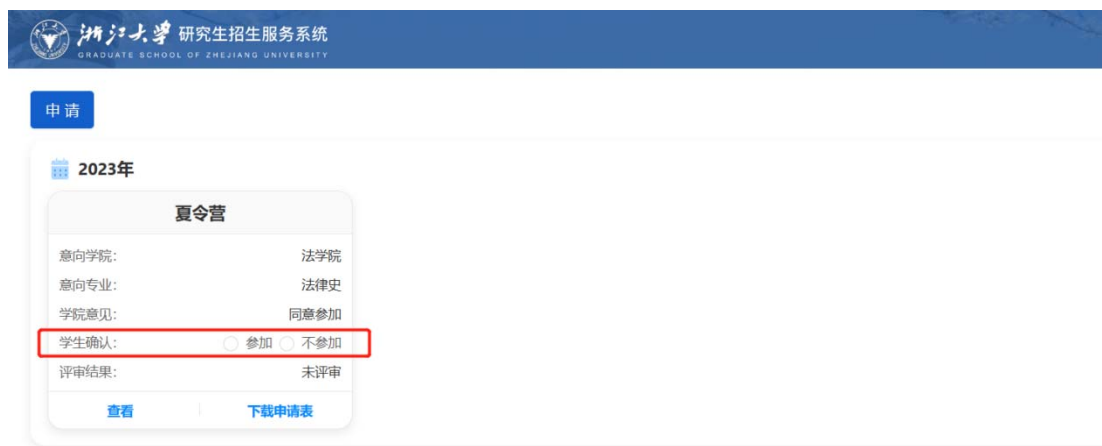 浙江大学 研究生招生服务系统
GRADUATE SCHOOL OF ZHEJIANG UNIVERSITY
申请
2023年
夏令营
意向学院: 法学院
意向专业: 法律史
学院意见: 同意参加
学生确认: 参加 不参加
评审结果: 未评审
查看 下载申请表